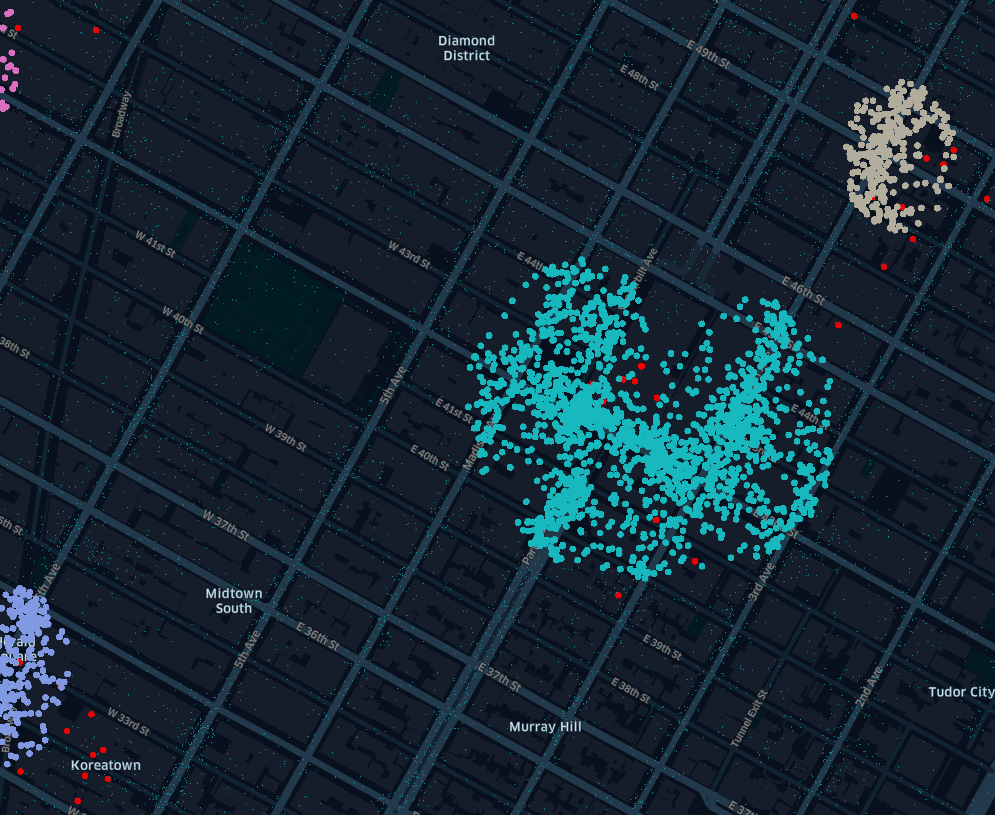 Diamond
District
E 49th St
E 48th St
Broadway
W 41st St
W 43rd St
E 44th
E 46th St
W 40th St
38th St
5th Ave
E 41st St
E 44th
W 39th St
E 40th St
W 37th St
Midtown
South
E 36th St
5th Ave
3rd Ave
E 39th St
E 37th St
E 38th St
2nd Ave
Tudor City
Tunnel Exit St
Murray Hill
W 33rd St
Koreatown
E 37th